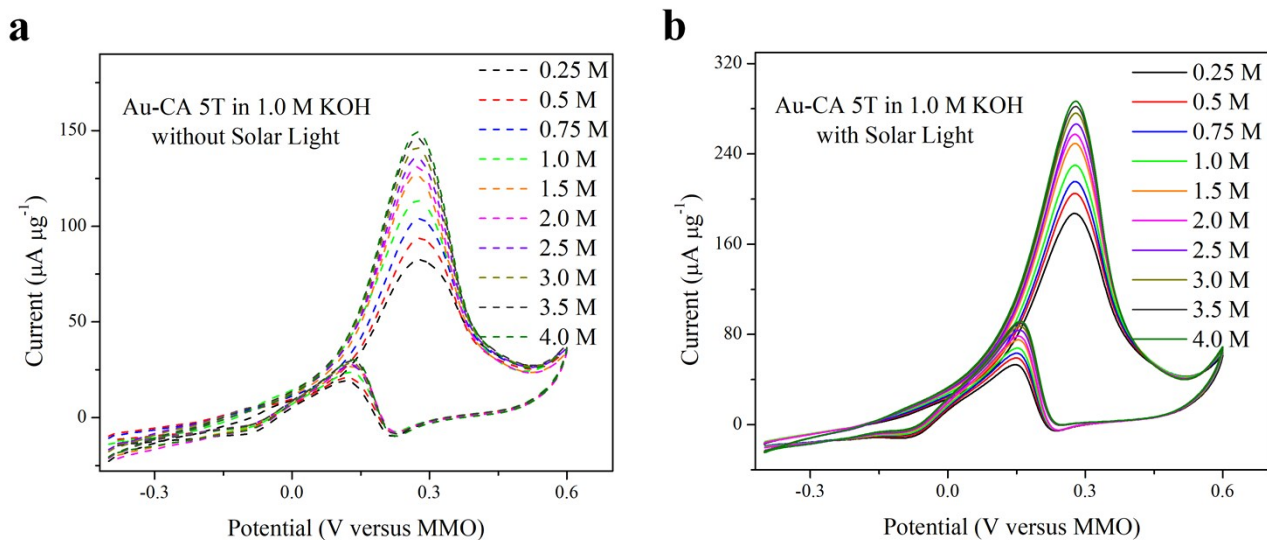 a
Au-CA 5T in 1.0 M KOH
without Solar Light
0.25 M
0.5 M
0.75 M
1.0 M
1.5 M
2.0 M
2.5 M
3.0 M
3.5 M
4.0 M
150
100
50
0
-0.3
0.0
0.3
0.6
Current (μA μg⁻¹)
Potential (V versus MMO)
b
Au-CA 5T in 1.0 M KOH
with Solar Light
0.25 M
0.5 M
0.75 M
1.0 M
1.5 M
2.0 M
2.5 M
3.0 M
3.5 M
4.0 M
320
240
160
80
0
-0.3
0.0
0.3
0.6
Current (μA μg⁻¹)
Potential (V versus MMO)